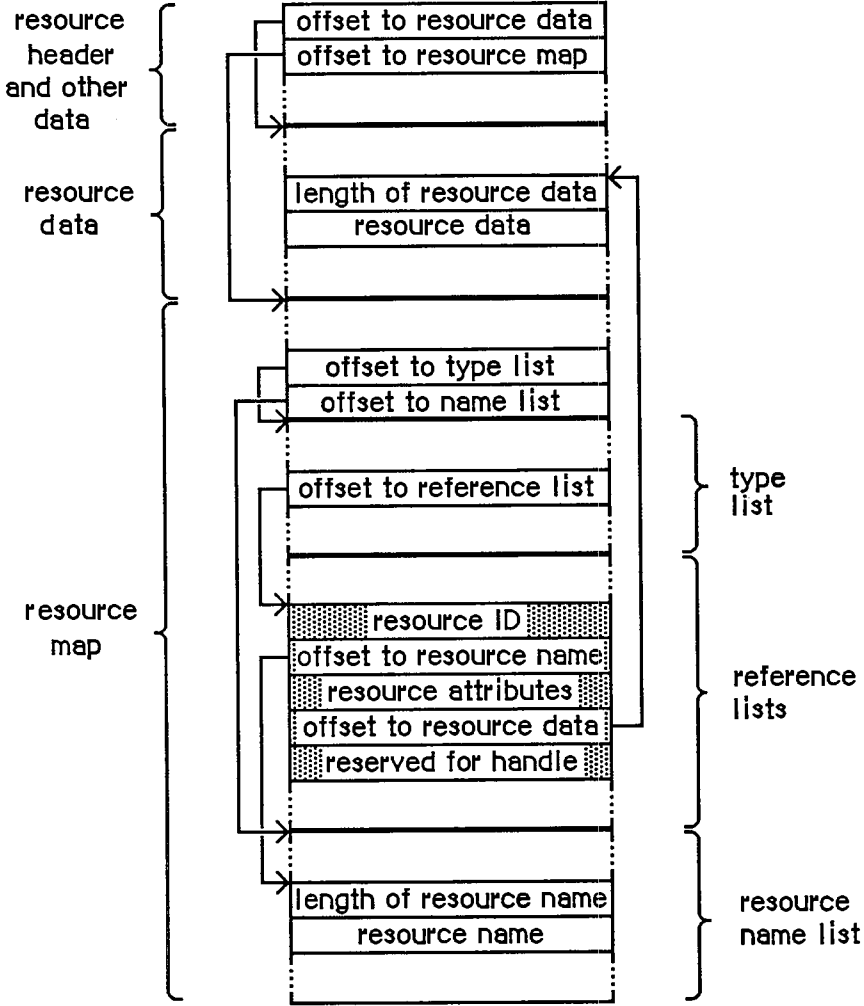 resource
header
and other
data
offset to resource data
offset to resource map
resource
data
length of resource data
resource data
resource
map
offset to type list
offset to name list
type
list
offset to reference list
reference
lists
resource ID
offset to resource name
resource attributes
offset to resource data
reserved for handle
resource
name list
length of resource name
resource name